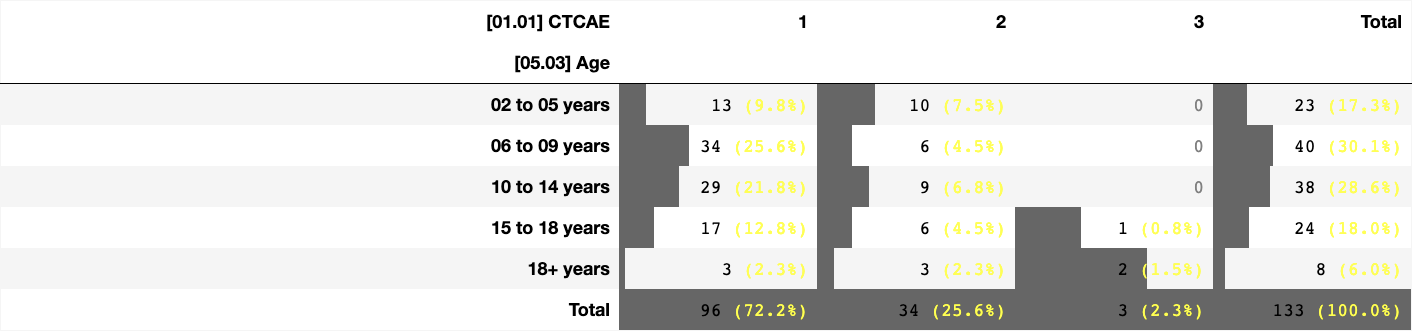 [01.01] CTCAE 1 2 3 Total
[05.03] Age
02 to 05 years 13 (9.8%) 10 (7.5%) 0 23 (17.3%)
06 to 09 years 34 (25.6%) 6 (4.5%) 0 40 (30.1%)
10 to 14 years 29 (21.8%) 9 (6.8%) 0 38 (28.6%)
15 to 18 years 17 (12.8%) 6 (4.5%) 1 (0.8%) 24 (18.0%)
18+ years 3 (2.3%) 3 (2.3%) 2 (1.5%) 8 (6.0%)
Total 96 (72.2%) 34 (25.6%) 3 (2.3%) 133 (100.0%)